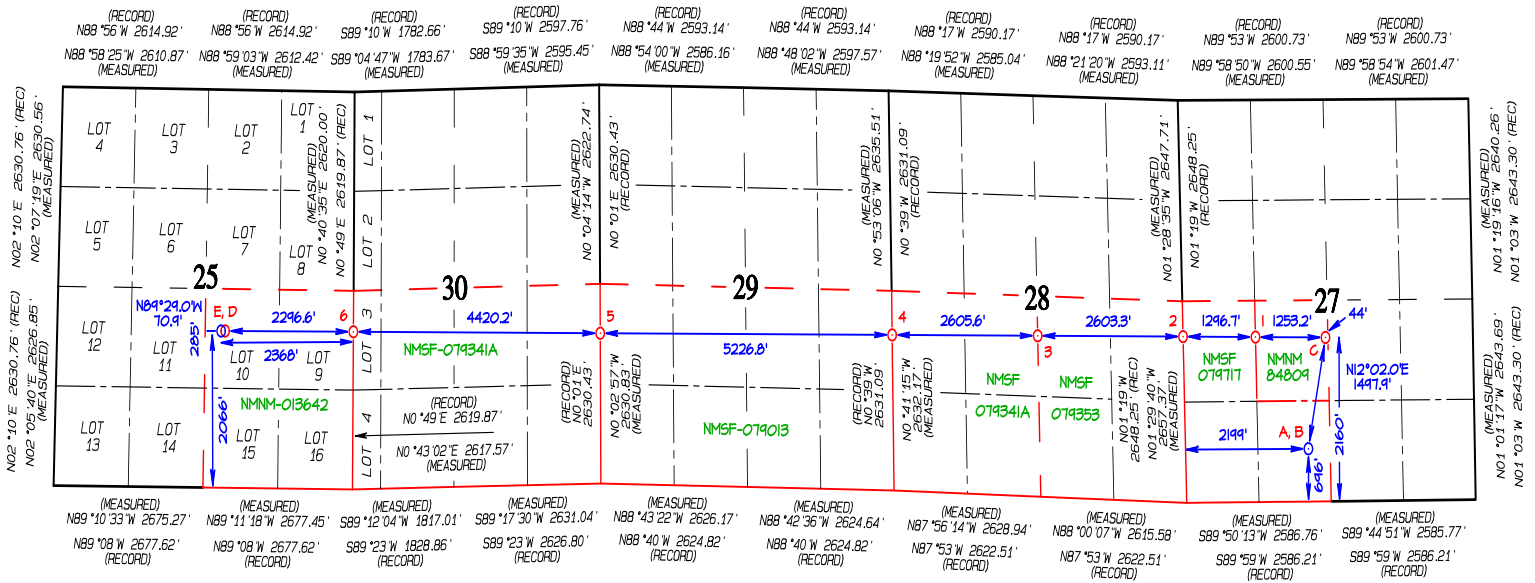 (RECORD)
N88 °56'W 2614.92'
N88 °58'25"W 2610.87'
(MEASURED)
(RECORD)
N88 °56'W 2614.92'
N88 °59'03"W 2612.42'
(MEASURED)
(RECORD)
S89 °10'W 1782.66'
S89 °04'47"W 1783.67'
(MEASURED)
(RECORD)
S89 °10'W 2597.76'
S88 °59'35"W 2595.45'
(MEASURED)
(RECORD)
N88 °44'W 2593.14'
N88 °54'00"W 2586.16'
(MEASURED)
(RECORD)
N88 °44'W 2593.14'
N88 °48'02"W 2597.57'
(MEASURED)
(RECORD)
N88 °17'W 2590.17'
N88 °19'52"W 2585.04'
(MEASURED)
(RECORD)
N88 °17'W 2590.17'
N88 °21'20"W 2593.11'
(MEASURED)
(RECORD)
N89 °53'W 2600.73'
N89 °58'50"W 2600.55'
(MEASURED)
(RECORD)
N89 °53'W 2600.73'
N89 °58'54"W 2601.47'
(MEASURED)
N02 °10'E 2630.76' (REC)
N02 °07'19"E 2630.56'
(MEASURED)
LOT
4
LOT
3
LOT
2
LOT
1
(MEASURED)
N0 °40'35"E 2620.00'
N0 °49'E 2619.87' (REC)
LOT 1
LOT 2
(MEASURED)
N0 °04'14"W 2622.74'
N0 °01'E 2630.43'
(RECORD)
(MEASURED)
N0 °53'06"W 2635.51'
N0 °39'W 2631.09'
(RECORD)
(MEASURED)
N01 °28'35"W 2647.71'
N01 °19'W 2648.25'
(RECORD)
(MEASURED)
N01 °19'16"W 2640.26'
N01 °03'W 2643.30' (REC)
LOT
5
LOT
6
LOT
7
LOT
8
25
30
29
28
27
N02 °10'E 2630.76' (REC)
N02 °05'40"E 2626.85'
(MEASURED)
N89°29.0'W
70.9'
E, D
2296.6'
6
LOT 3
4420.2'
5
5226.8'
4
2605.6'
3
2603.3'
2
1296.7'
1
1253.2'
44'
C
285'
2368'
LOT
12
LOT
11
LOT
10
LOT
9
NMSF-079341A
NMSF
079717
NMNM
84809
N12°02.0'E
1497.9'
NMNM-013642
2066'
LOT
13
LOT
14
LOT
15
LOT
16
LOT 4
(RECORD)
N0 °49'E 2619.87'
N0 °43'02"E 2617.57'
(MEASURED)
(RECORD)
N0 °01'E
2630.43'
N0 °02'57"W
2630.83'
(MEASURED)
NMSF-079013
(RECORD)
N0 °39'W
2631.09'
N0 °41'15"W
2632.17'
(MEASURED)
NMSF
079341A
NMSF
079353
N01 °19'W
2648.25' (REC)
N01 °29'40"W
2657.37'
(MEASURED)
2199'
A, B
696'
2160'
(MEASURED)
N01 °01'17"W 2643.69'
N01 °03'W 2643.30' (REC)
(MEASURED)
N89 °10'33"W 2675.27'
N89 °08'W 2677.62'
(RECORD)
(MEASURED)
N89 °11'18"W 2677.45'
N89 °08'W 2677.62'
(RECORD)
(MEASURED)
S89 °12'04"W 1817.01'
S89 °23'W 1828.86'
(RECORD)
(MEASURED)
S89 °17'30"W 2631.04'
S89 °23'W 2626.80'
(RECORD)
(MEASURED)
N88 °43'22"W 2626.17'
N88 °40'W 2624.82'
(RECORD)
(MEASURED)
N88 °42'36"W 2624.64'
N88 °40'W 2624.82'
(RECORD)
(MEASURED)
N87 °56'14"W 2628.94'
N87 °53'W 2622.51'
(RECORD)
(MEASURED)
N88 °00'07"W 2615.58'
N87 °53'W 2622.51'
(RECORD)
(MEASURED)
S89 °50'13"W 2586.76'
S89 °59'W 2586.21'
(RECORD)
(MEASURED)
S89 °44'51"W 2585.77'
S89 °59'W 2586.21'
(RECORD)